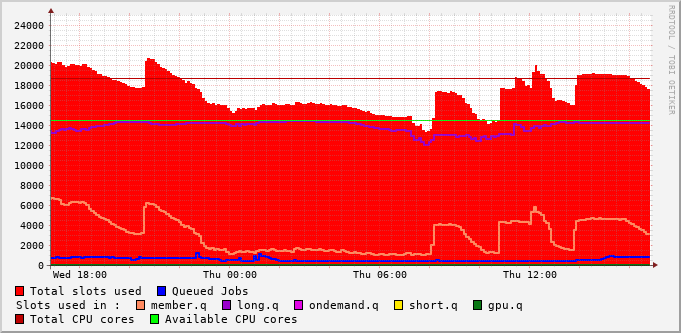 RRDTOOL / TOBI OETIKER
24000
22000
20000
18000
16000
14000
12000
10000
8000
6000
4000
2000
0
Wed 18:00 Thu 00:00 Thu 06:00 Thu 12:00
Total slots used Queued Jobs
Slots used in : member.q long.q ondemand.q short.q gpu.q
Total CPU cores Available CPU cores